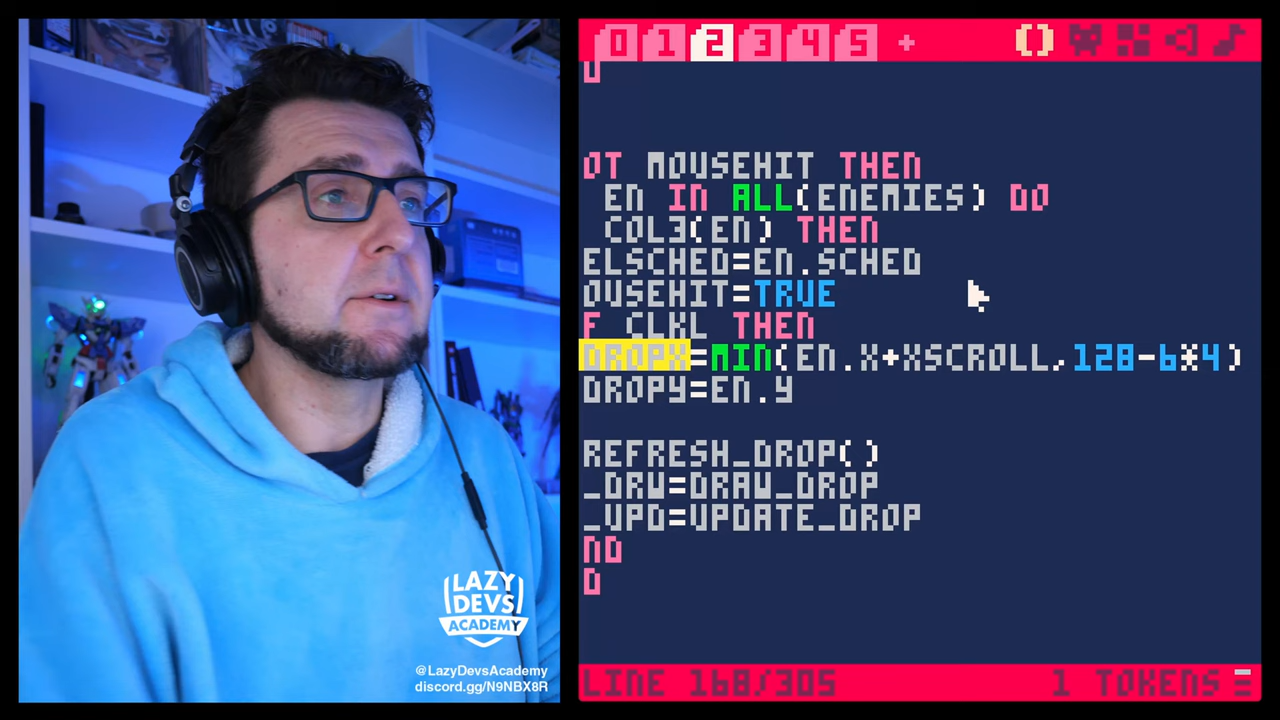 0 1 2 3 4 5 +
OT MOUSEHIT THEN
EN IN ALL(ENEMIES) DO
COL3(EN) THEN
ELSCHED=EN.SCHED
OUSEHIT=TRUE
F CLKL THEN
DROPX=MIN(EN.X+XSCROLL,128-6*4)
DROPY=EN.Y
REFRESH_DROP()
_DRW=DRAW_DROP
_UPD=UPDATE_DROP
ND
D
LINE 168/305 1 TOKENS
LAZY
DEVS
ACADEMY
@LazyDevsAcademy
discord.gg/N9NBX8R